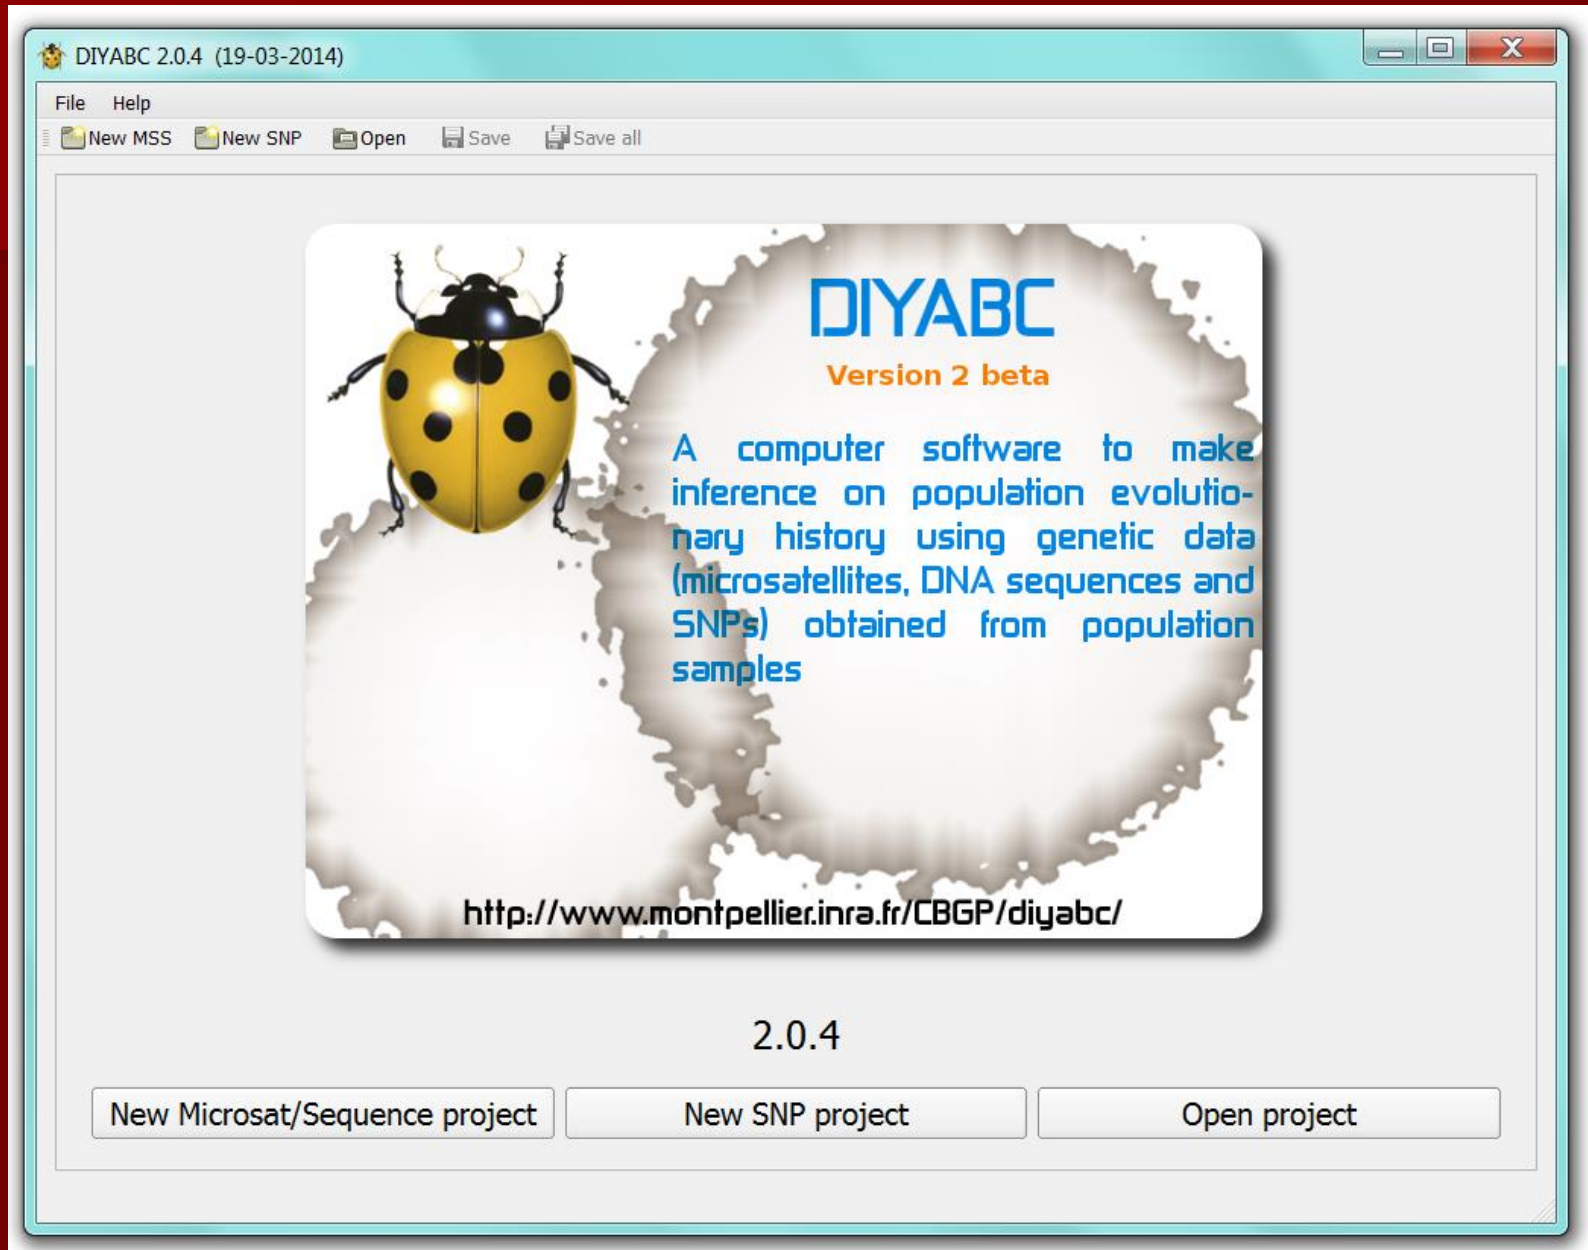 DIYABC 2.0.4 (19-03-2014)
File Help
New MSS New SNP Open Save Save all
DIYABC
Version 2 beta
A computer software to make
inference on population evolutio-
nary history using genetic data
(microsatellites, DNA sequences and
SNPs) obtained from population
samples
http://www.montpellier.inra.fr/CBGP/diyabc/
2.0.4
New Microsat/Sequence project New SNP project Open project